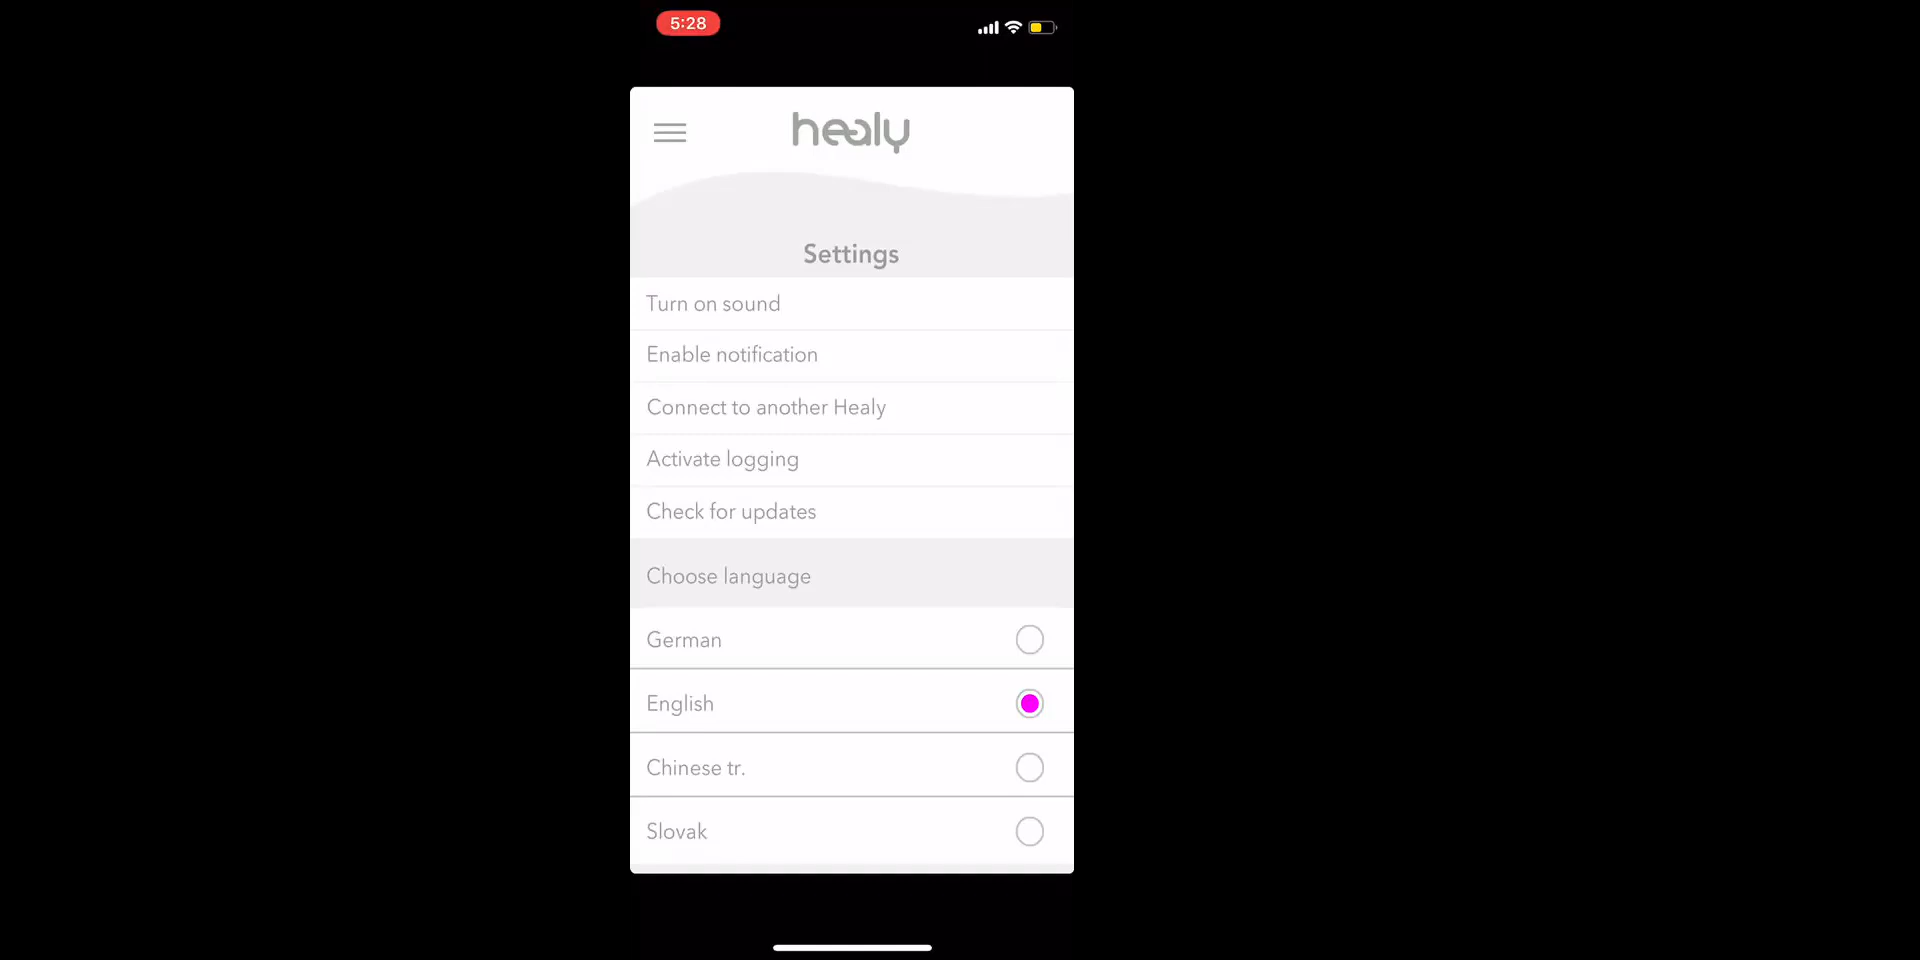 5:28
healy
Settings
Turn on sound
Enable notification
Connect to another Healy
Activate logging
Check for updates
Choose language
German
English
Chinese tr.
Slovak